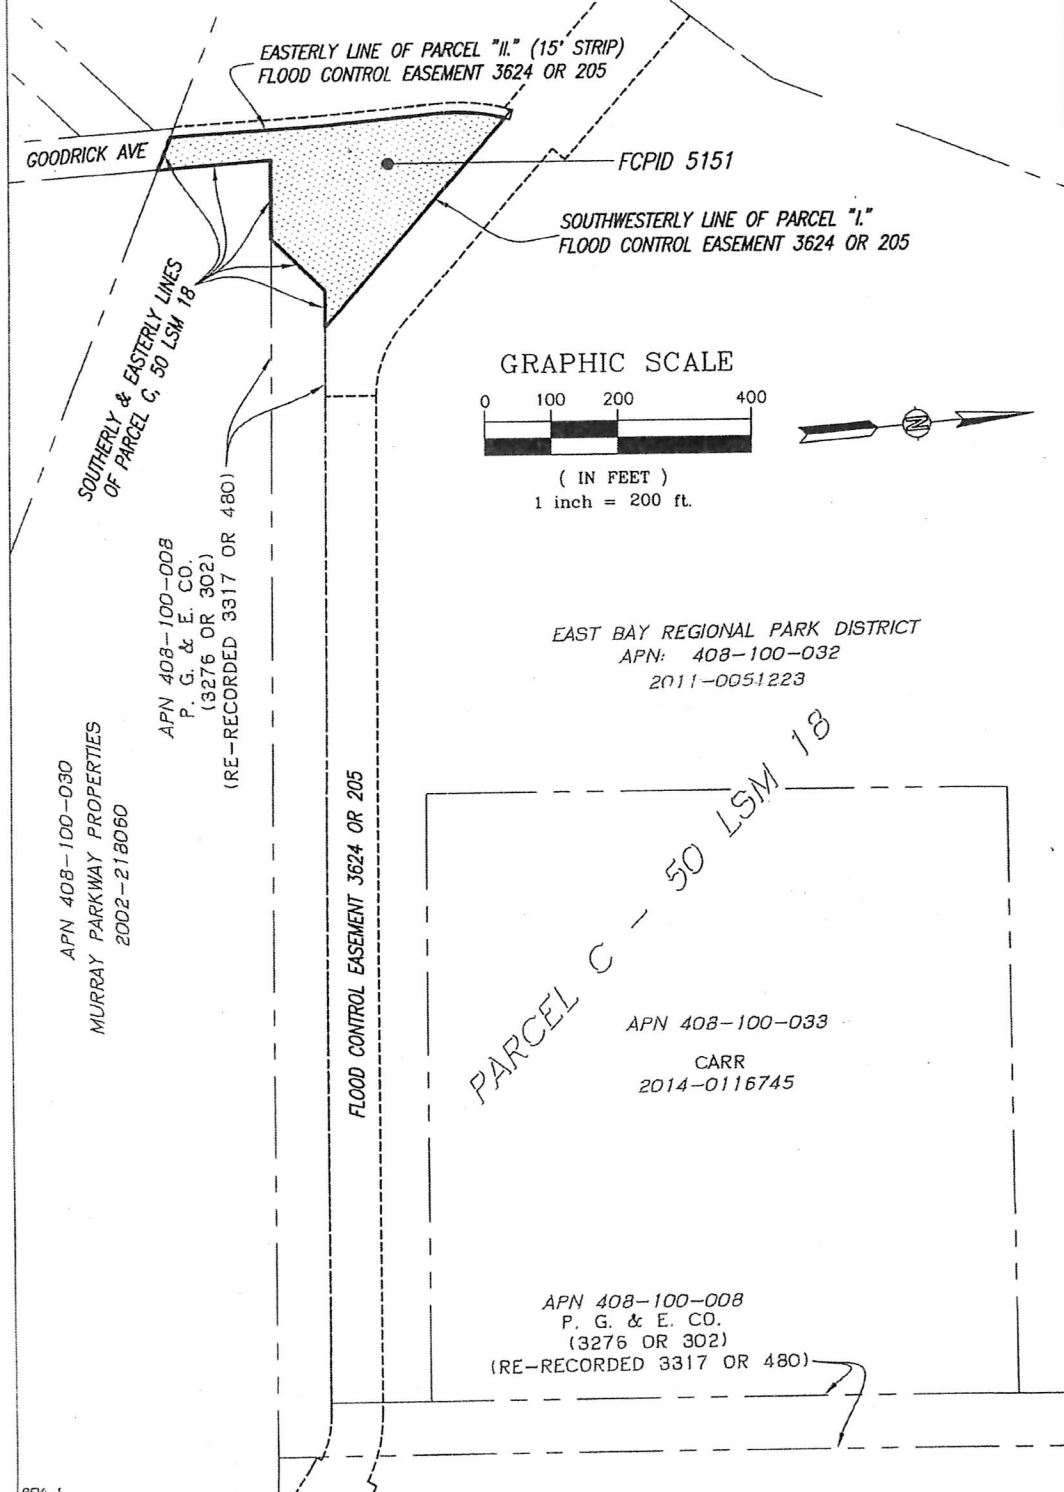 EASTERLY LINE OF PARCEL "II." (15' STRIP)
FLOOD CONTROL EASEMENT 3624 OR 205
GOODRICK AVE
FCPID 5151
SOUTHWESTERLY LINE OF PARCEL "I."
FLOOD CONTROL EASEMENT 3624 OR 205
SOUTHERLY & EASTERLY LINES
OF PARCEL C, 50 LSM 18
GRAPHIC SCALE
0 100 200 400
( IN FEET )
1 inch = 200 ft.
N
APN 408-100-008
P. G. & E. CO.
(3276 OR 302)
(RE-RECORDED 3317 OR 480)
EAST BAY REGIONAL PARK DISTRICT
APN: 408-100-032
2011-0051223
APN 408-100-030
MURRAY PARKWAY PROPERTIES
2002-218060
FLOOD CONTROL EASEMENT 3624 OR 205
PARCEL C - 50 LSM 18
APN 408-100-033
CARR
2014-0116745
APN 408-100-008
P. G. & E. CO.
(3276 OR 302)
(RE-RECORDED 3317 OR 480)